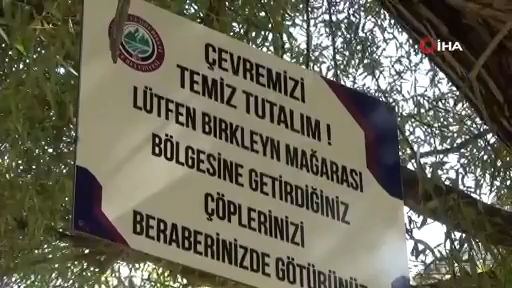 İHA
ÇEVREMİZİ
TEMİZ TUTALIM !
LÜTFEN BIRKLEYN MAĞARASI
BÖLGESİNE GETİRDİĞİNİZ
ÇÖPLERİNİZİ
BERABERİNİZDE GÖTÜRÜNÜZ